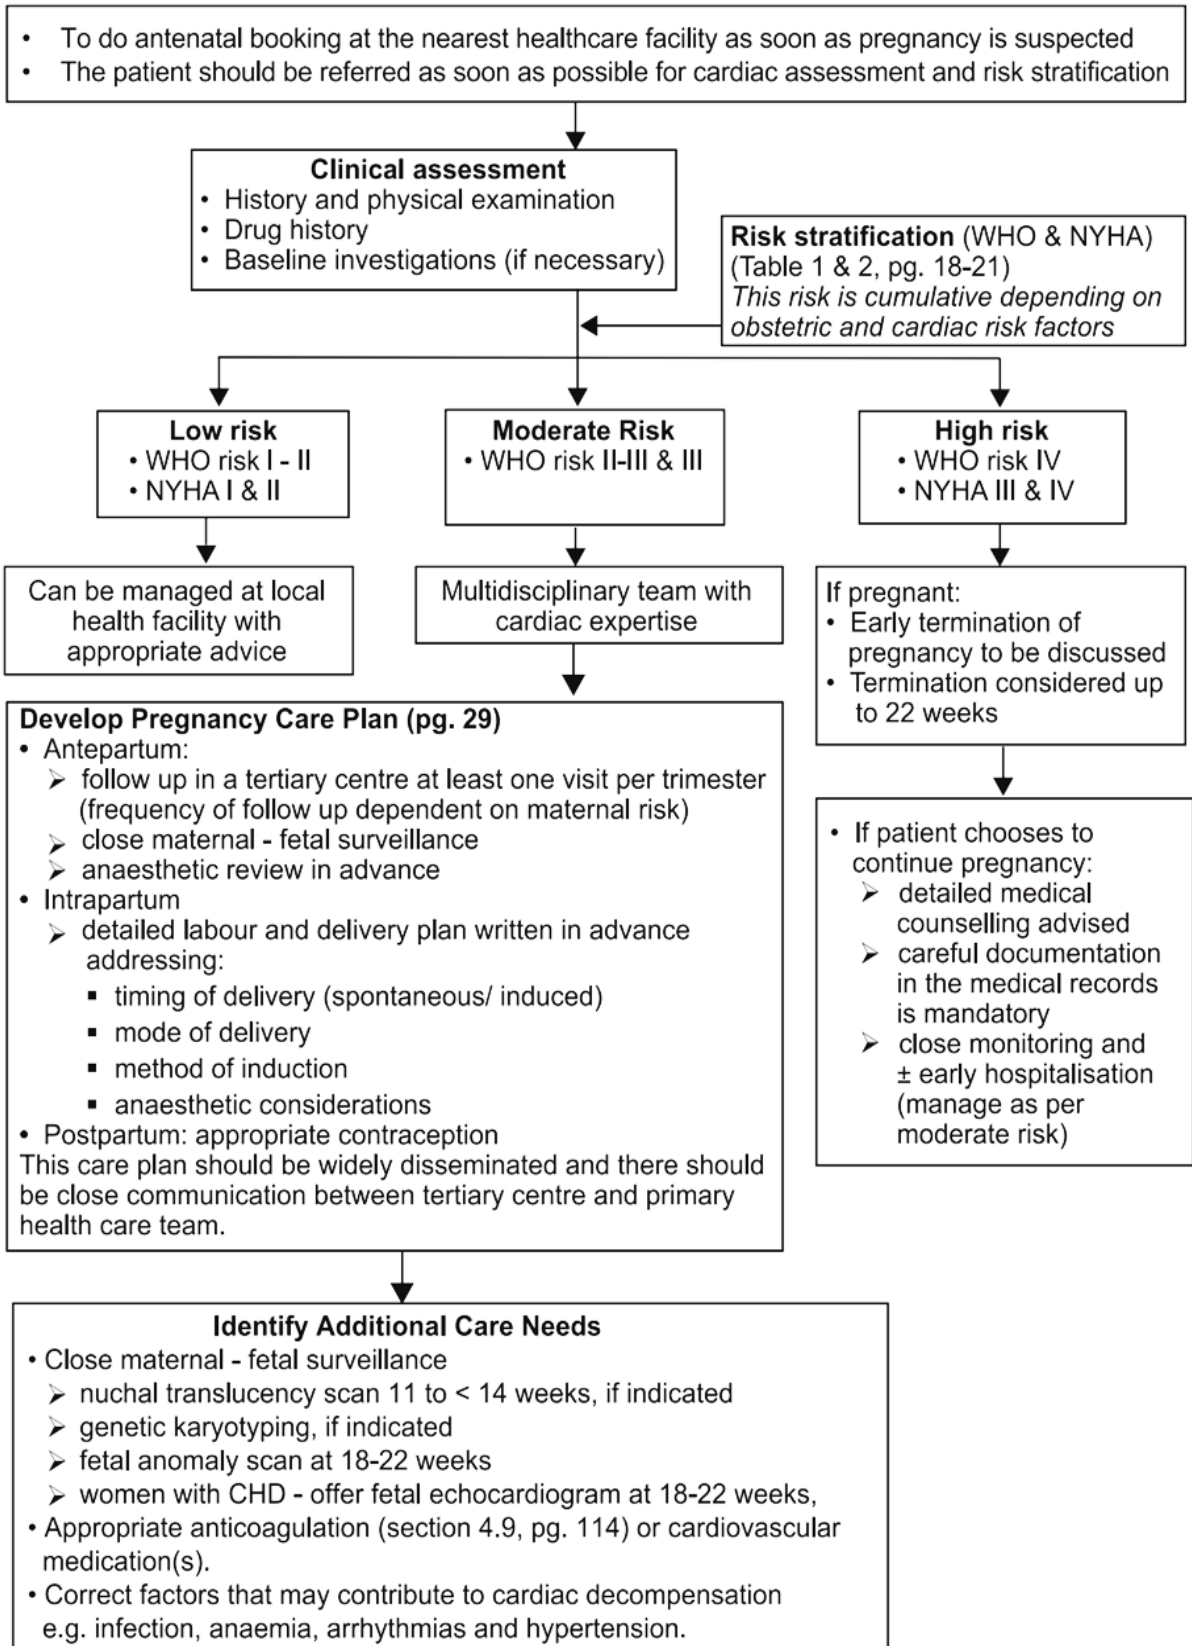 • To do antenatal booking at the nearest healthcare facility as soon as pregnancy is suspected
• The patient should be referred as soon as possible for cardiac assessment and risk stratification
Clinical assessment
• History and physical examination
• Drug history
• Baseline investigations (if necessary)
Risk stratification (WHO & NYHA)
(Table 1 & 2, pg. 18-21)
This risk is cumulative depending on
obstetric and cardiac risk factors
Low risk
• WHO risk I - II
• NYHA I & II
Moderate Risk
• WHO risk II-III & III
High risk
• WHO risk IV
• NYHA III & IV
Can be managed at local
health facility with
appropriate advice
Multidisciplinary team with
cardiac expertise
If pregnant:
• Early termination of
pregnancy to be discussed
• Termination considered up
to 22 weeks
Develop Pregnancy Care Plan (pg. 29)
• Antepartum:
➢ follow up in a tertiary centre at least one visit per trimester
(frequency of follow up dependent on maternal risk)
➢ close maternal - fetal surveillance
➢ anaesthetic review in advance
• Intrapartum
➢ detailed labour and delivery plan written in advance
addressing:
▪ timing of delivery (spontaneous/ induced)
▪ mode of delivery
▪ method of induction
▪ anaesthetic considerations
• Postpartum: appropriate contraception
This care plan should be widely disseminated and there should
be close communication between tertiary centre and primary
health care team.
• If patient chooses to
continue pregnancy:
➢ detailed medical
counselling advised
➢ careful documentation
in the medical records
is mandatory
➢ close monitoring and
± early hospitalisation
(manage as per
moderate risk)
Identify Additional Care Needs
• Close maternal - fetal surveillance
➢ nuchal translucency scan 11 to < 14 weeks, if indicated
➢ genetic karyotyping, if indicated
➢ fetal anomaly scan at 18-22 weeks
➢ women with CHD - offer fetal echocardiogram at 18-22 weeks,
• Appropriate anticoagulation (section 4.9, pg. 114) or cardiovascular
medication(s).
• Correct factors that may contribute to cardiac decompensation
e.g. infection, anaemia, arrhythmias and hypertension.